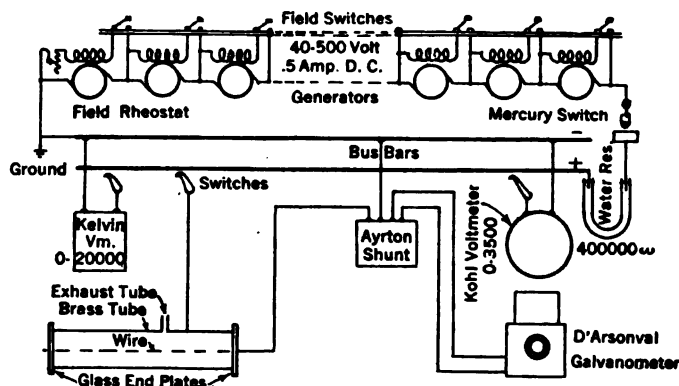 Field Switches
40-500 Volt
.5 Amp. D. C.
Generators
Field Rheostat
Mercury Switch
-
Bus Bars
Ground
+
Switches
Water Res.
Kelvin
Vm.
0-20000
Ayrton
Shunt
Kohl Voltmeter
0-3500
400000ω
Exhaust Tube
Brass Tube
Wire
D'Arsonval
Galvanometer
Glass End Plates